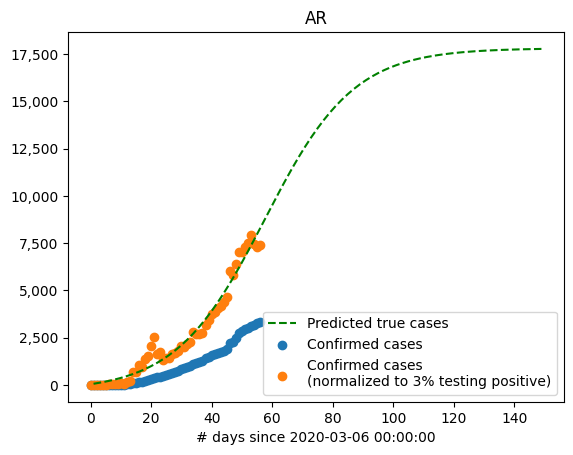 AR
17,500
15,000
12,500
10,000
7,500
5,000
2,500
0
Predicted true cases
Confirmed cases
Confirmed cases
(normalized to 3% testing positive)
0 20 40 60 80 100 120 140
# days since 2020-03-06 00:00:00